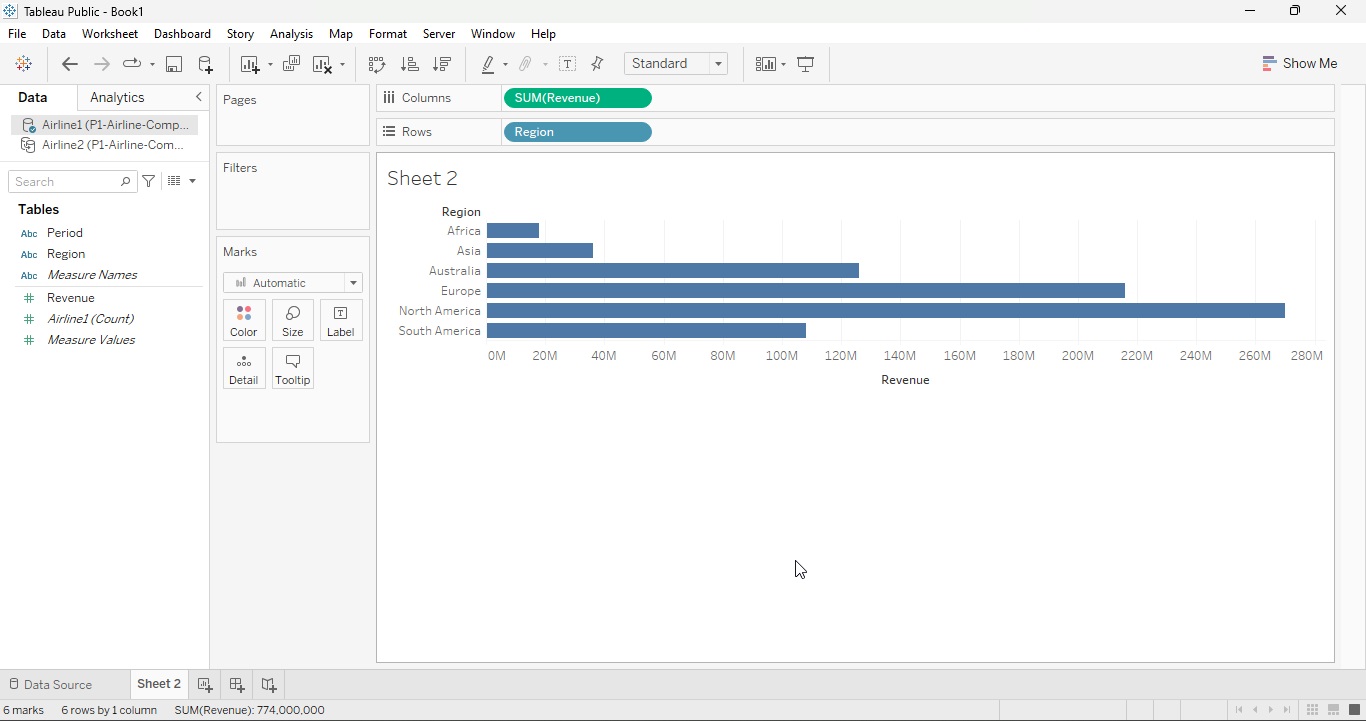 Tableau Public - Book1
File Data Worksheet Dashboard Story Analysis Map Format Server Window Help
Standard
Show Me
Data Analytics
Airline1 (P1-Airline-Comp...
Airline2 (P1-Airline-Com...
Search
Tables
Abc Period
Abc Region
Abc Measure Names
# Revenue
# Airline1 (Count)
# Measure Values
Pages
Filters
Marks
Automatic
Color Size Label
Detail Tooltip
Columns SUM(Revenue)
Rows Region
Sheet 2
Region
Africa
Asia
Australia
Europe
North America
South America
0M 20M 40M 60M 80M 100M 120M 140M 160M 180M 200M 220M 240M 260M 280M
Revenue
Data Source Sheet 2
6 marks 6 rows by 1 column SUM(Revenue): 774,000,000